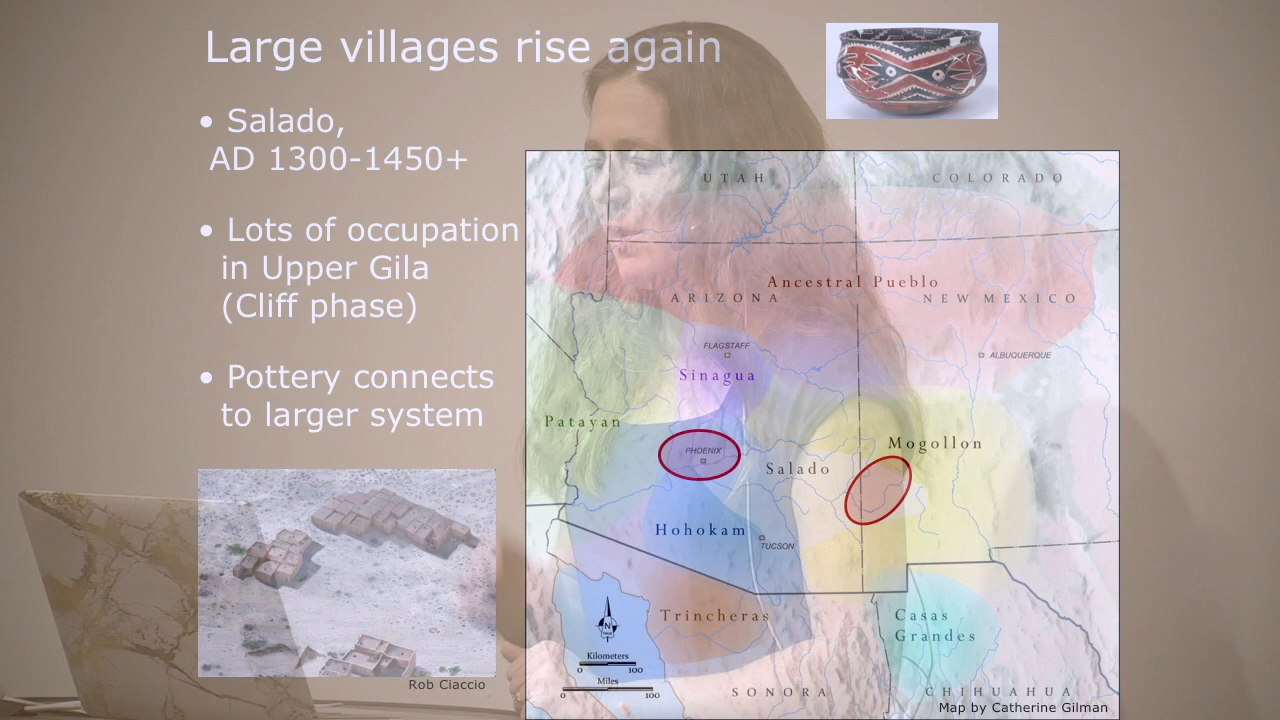 Large villages rise again
• Salado,
AD 1300-1450+
• Lots of occupation
in Upper Gila
(Cliff phase)
• Pottery connects
to larger system
Rob Ciaccio
UTAH
COLORADO
Ancestral Pueblo
ARIZONA
NEW MEXICO
FLAGSTAFF
ALBUQUERQUE
Sinagua
Patayan
Mogollon
PHOENIX
Salado
Hohokam
TUCSON
Trincheras
Casas
Grandes
N
TRUE
Kilometers
0 100
Miles
0 100
SONORA
CHIHUAHUA
Map by Catherine Gilman